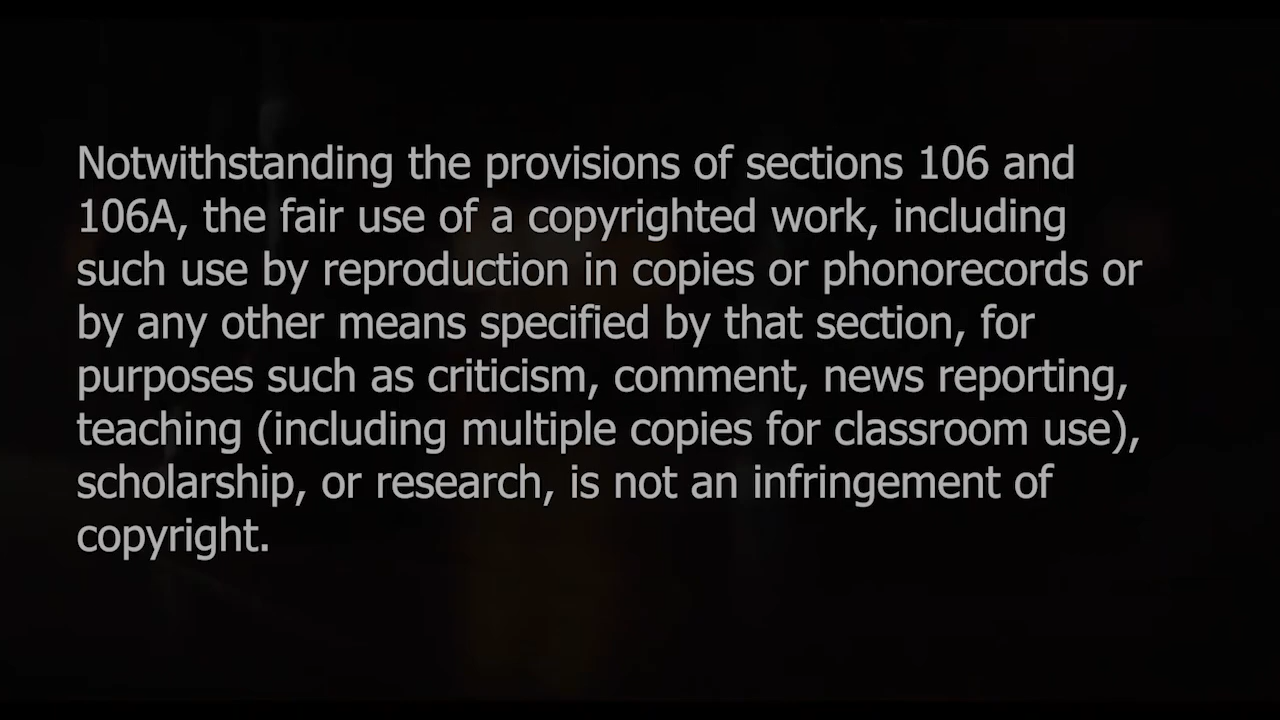 Notwithstanding the provisions of sections 106 and
106A, the fair use of a copyrighted work, including
such use by reproduction in copies or phonorecords or
by any other means specified by that section, for
purposes such as criticism, comment, news reporting,
teaching (including multiple copies for classroom use),
scholarship, or research, is not an infringement of
copyright.